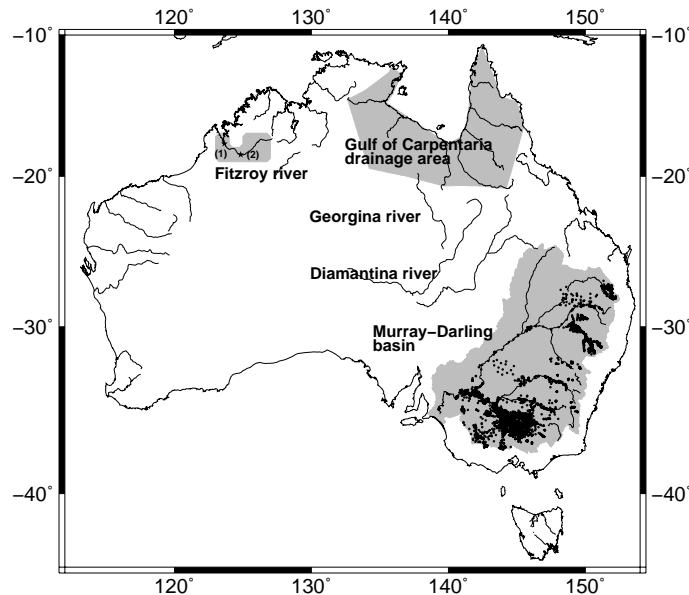 120˚ 130˚ 140˚ 150˚
−10˚ −10˚
Gulf of Carpentaria
drainage area
(1) (2)
−20˚ −20˚
Fitzroy river
Georgina river
Diamantina river
−30˚ −30˚
Murray−Darling
basin
−40˚ −40˚
120˚ 130˚ 140˚ 150˚